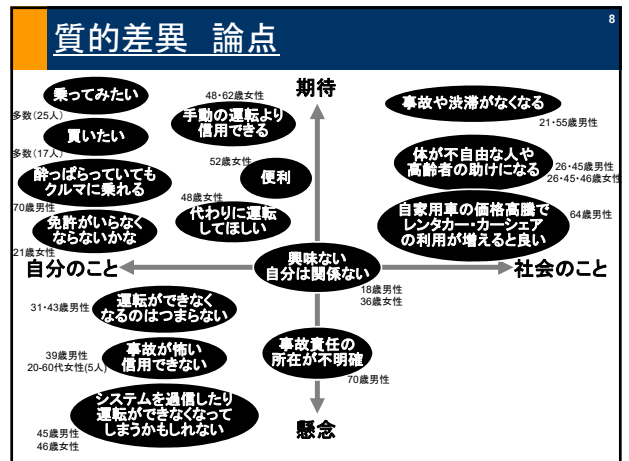 8
質的差異 論点
期待
乗ってみたい
多数(25人)
買いたい
多数(17人)
酔っぱらっていても
クルマに乗れる
70歳男性
免許がいらなく
ならないかな
21歳女性
48・62歳女性
手動の運転より
信用できる
52歳女性
便利
48歳女性
代わりに運転
してほしい
事故や渋滞がなくなる
21・55歳男性
体が不自由な人や
高齢者の助けになる
26・45歳男性
26・45・46歳女性
自家用車の価格高騰で
レンタカー・カーシェア
の利用が増えると良い
64歳男性
自分のこと
興味ない
自分は関係ない
18歳男性
36歳女性
社会のこと
31・43歳男性
運転ができなく
なるのはつまらない
39歳男性
20-60代女性(5人)
事故が怖い
信用できない
システムを過信したり
運転ができなくなって
しまうかもしれない
45歳男性
46歳女性
事故責任の
所在が不明確
70歳男性
懸念